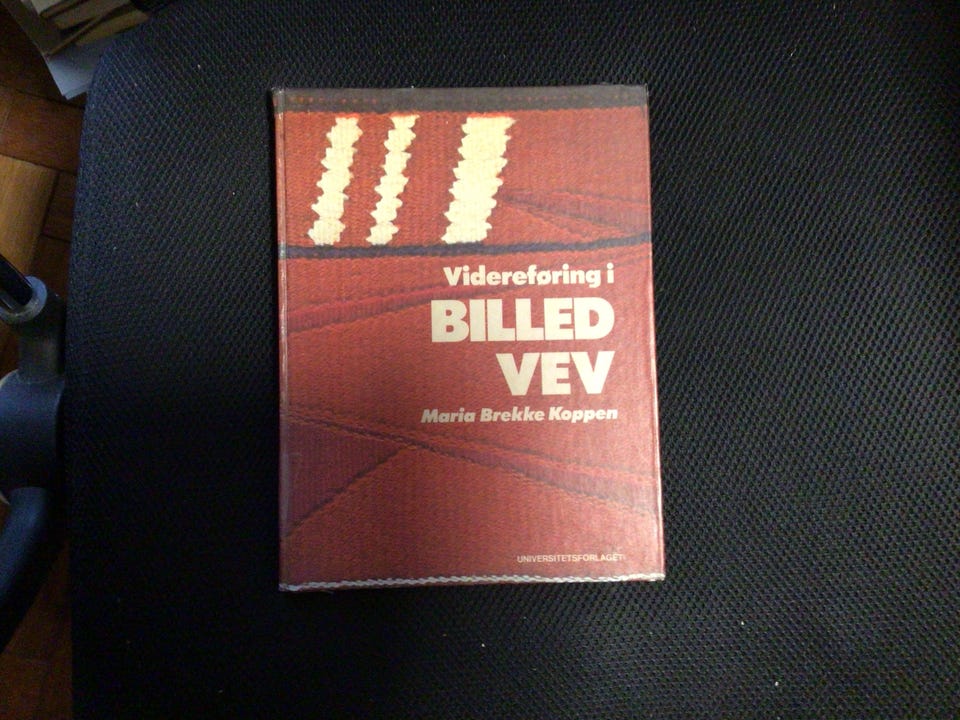 Videreføring i
BILLED
VEV
Maria Brekke Koppen
UNIVERSITETSFORLAGET